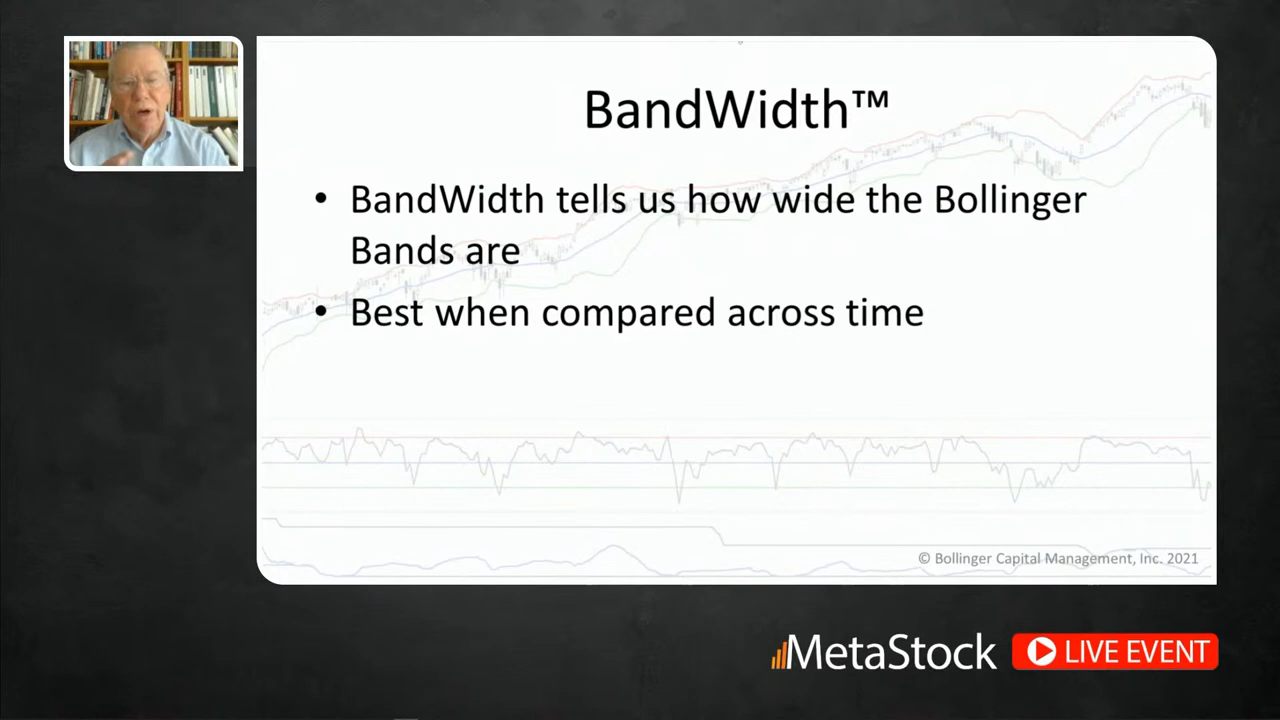 BandWidth™
• BandWidth tells us how wide the Bollinger
Bands are
• Best when compared across time
© Bollinger Capital Management, Inc. 2021
MetaStock
LIVE EVENT